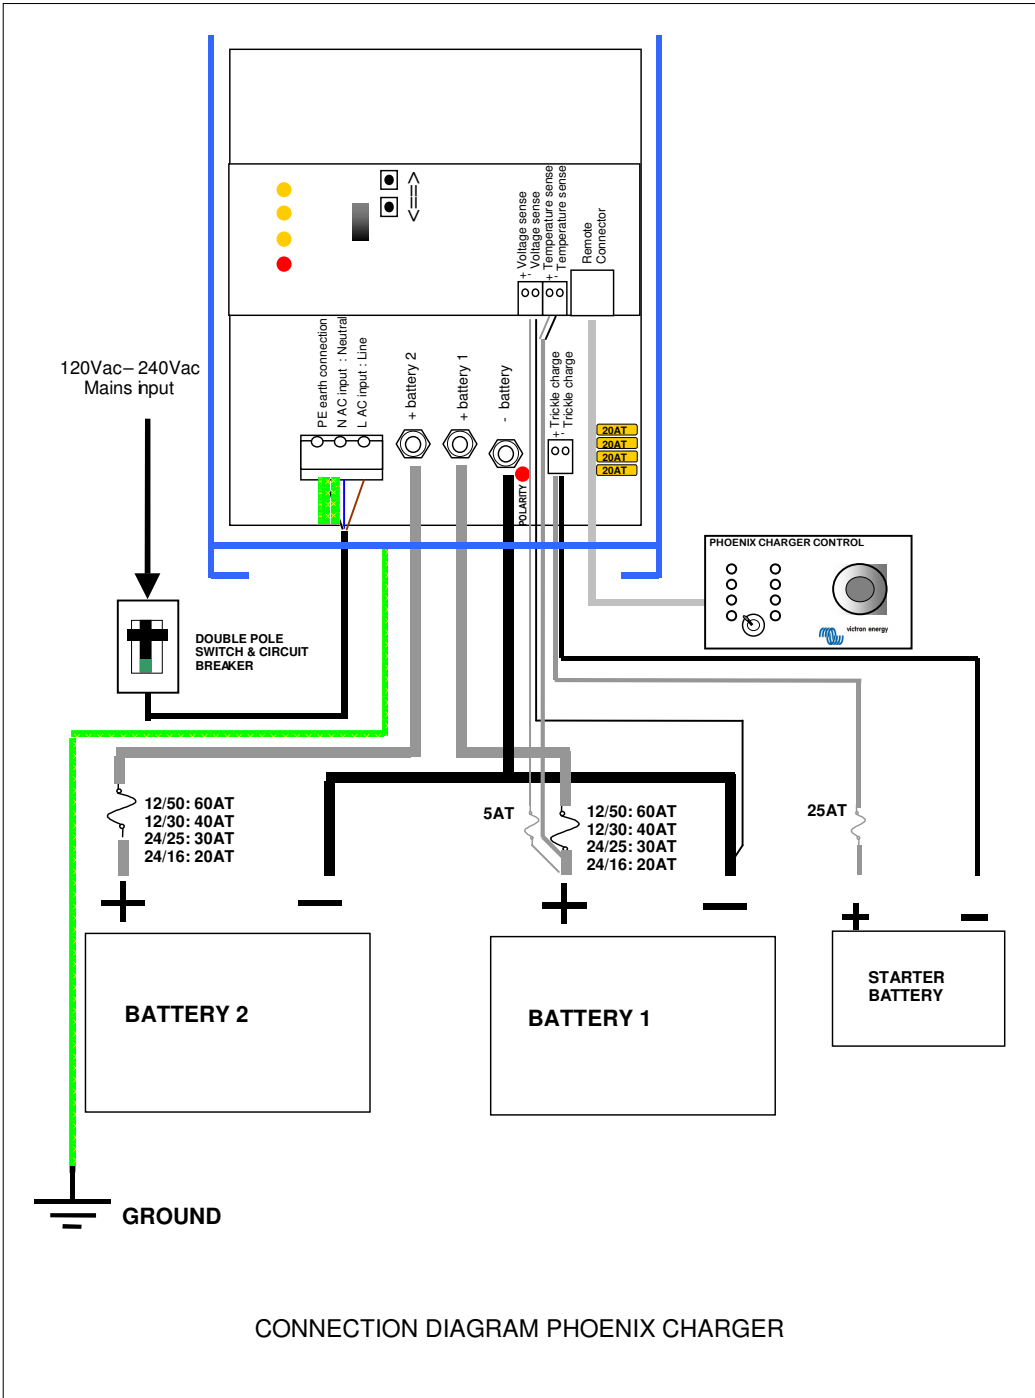 + Voltage sense
- Voltage sense
+ Temperature sense
- Temperature sense
Remote
Connector
<==>
120Vac– 240Vac
Mains input
PE earth connection
N AC input : Neutral
L AC input : Line
+ battery 2
+ battery 1
- battery
+ Trickle charge
- Trickle charge
20AT
20AT
20AT
20AT
POLARITY
PHOENIX CHARGER CONTROL
victron energy
DOUBLE POLE
SWITCH & CIRCUIT
BREAKER
12/50: 60AT
12/30: 40AT
24/25: 30AT
24/16: 20AT
5AT
12/50: 60AT
12/30: 40AT
24/25: 30AT
24/16: 20AT
25AT
+ −
+ −
+ −
BATTERY 2
BATTERY 1
STARTER
BATTERY
GROUND
CONNECTION DIAGRAM PHOENIX CHARGER